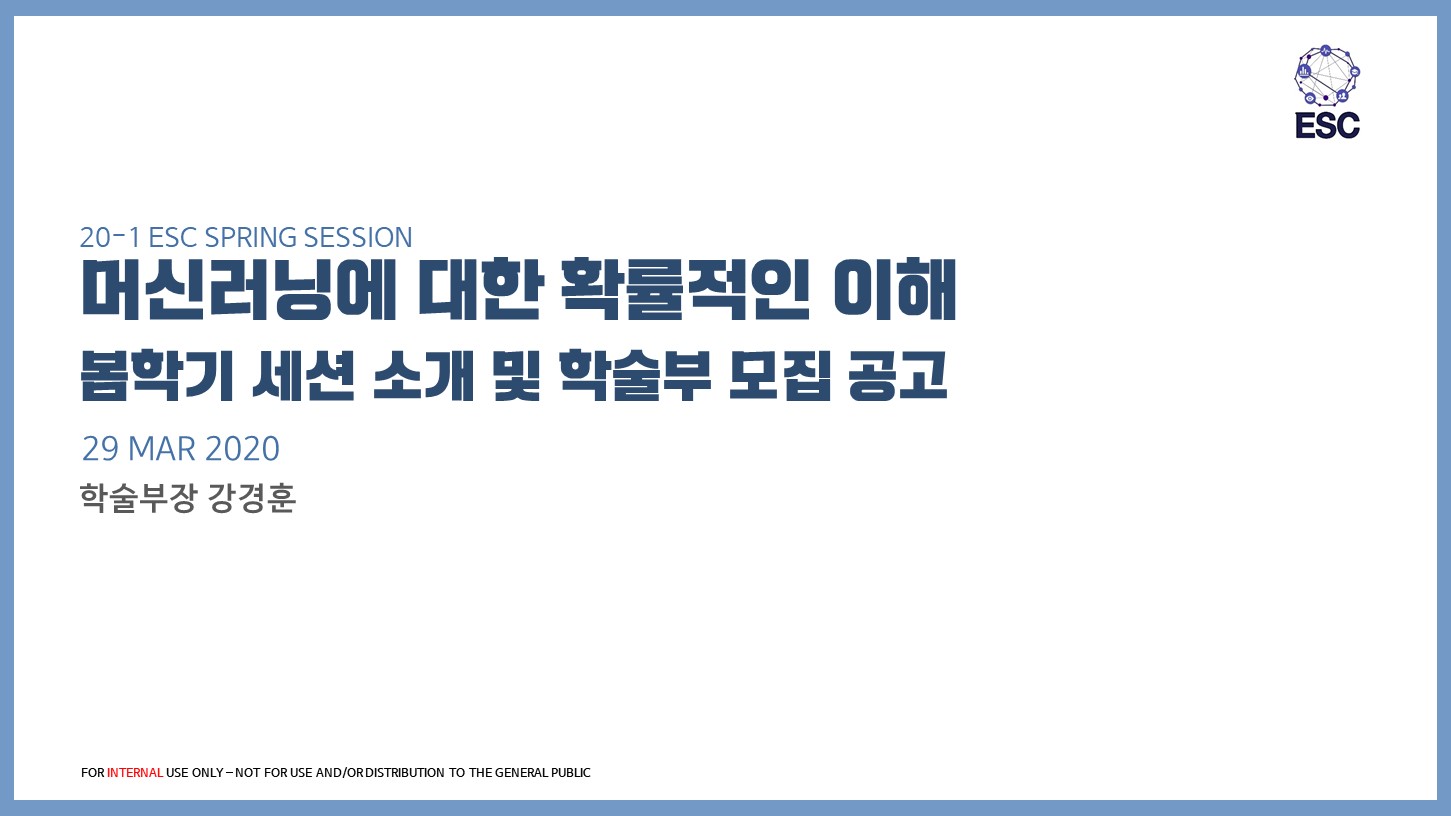 ESC
20-1 ESC SPRING SESSION
머신러닝에 대한 확률적인 이해
봄학기 세션 소개 및 학술부 모집 공고
29 MAR 2020
학술부장 강경훈
FOR INTERNAL USE ONLY – NOT FOR USE AND/OR DISTRIBUTION TO THE GENERAL PUBLIC